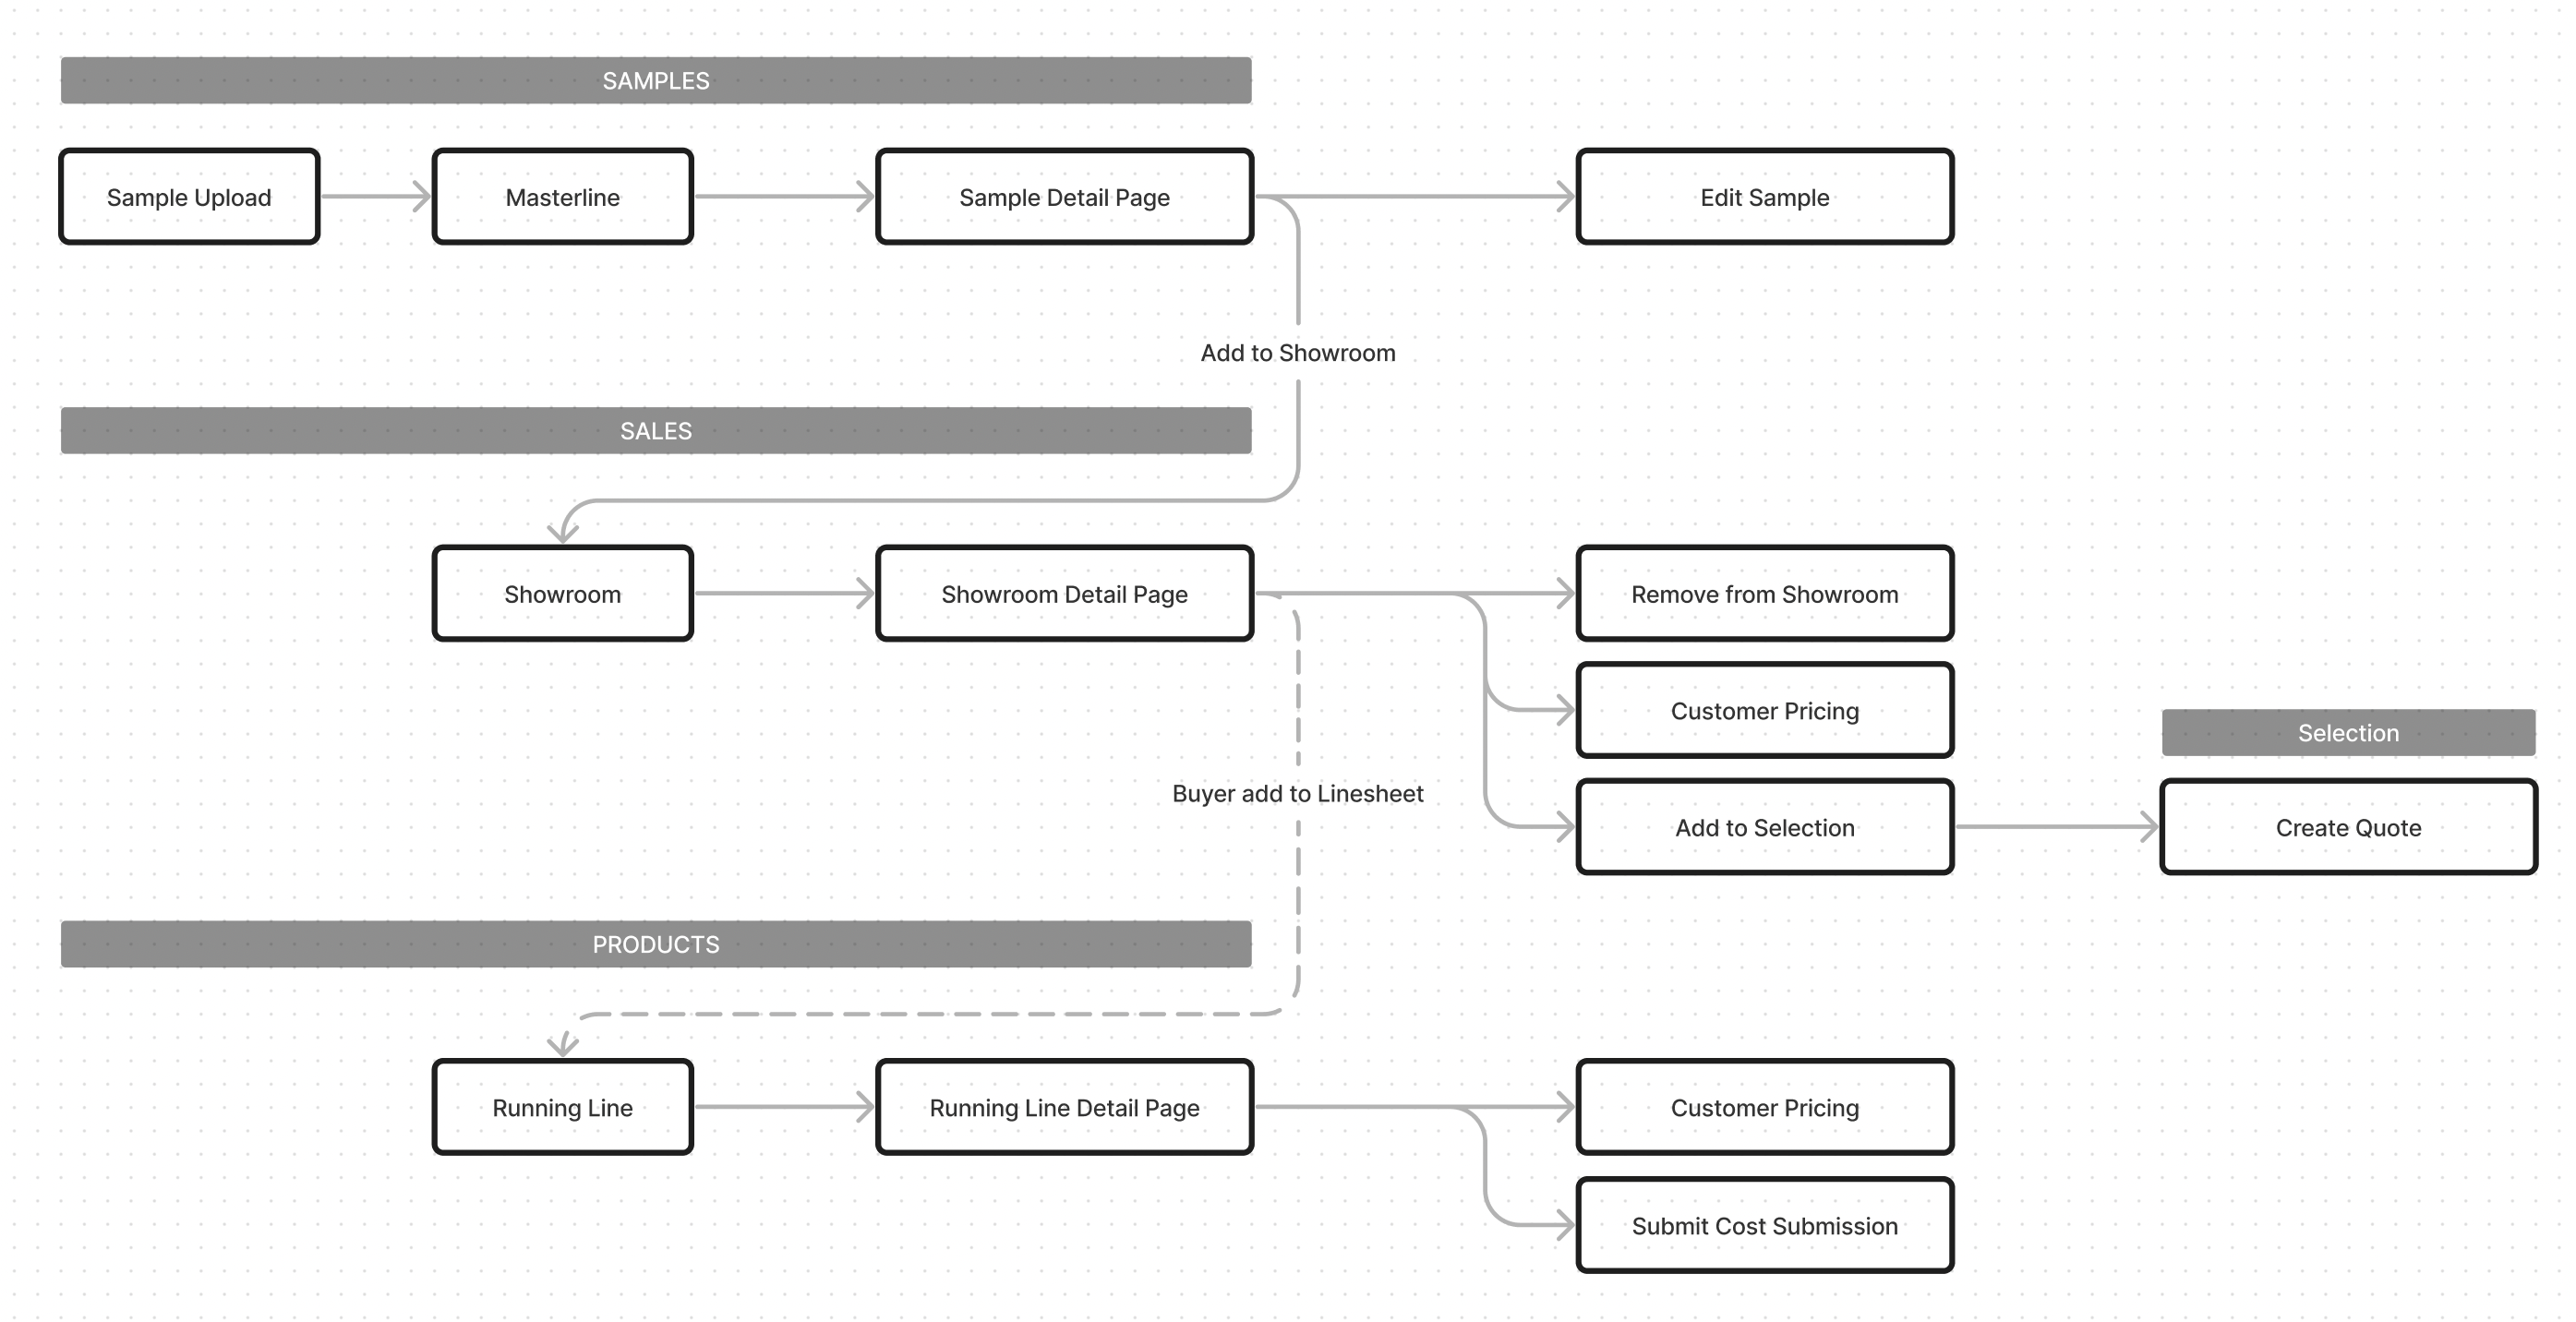 SAMPLES
Sample Upload
Masterline
Sample Detail Page
Edit Sample
Add to Showroom
SALES
Showroom
Showroom Detail Page
Remove from Showroom
Customer Pricing
Selection
Buyer add to Linesheet
Add to Selection
Create Quote
PRODUCTS
Running Line
Running Line Detail Page
Customer Pricing
Submit Cost Submission